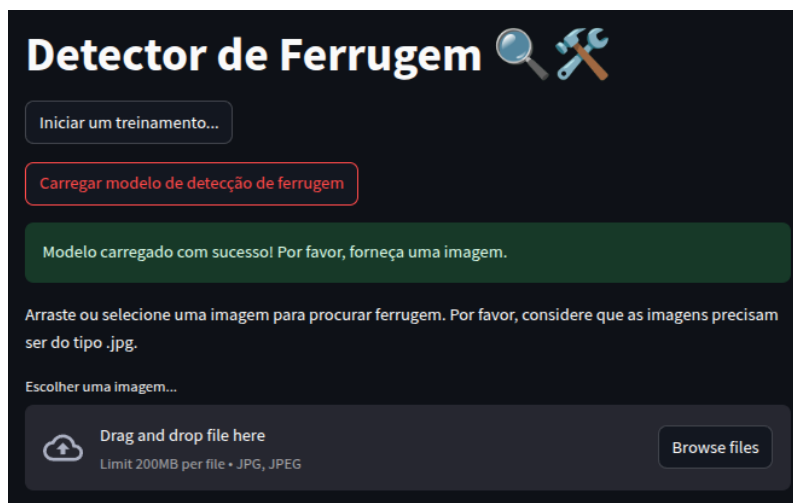 Detector de Ferrugem 🔍🛠️
Iniciar um treinamento...
Carregar modelo de detecção de ferrugem
Modelo carregado com sucesso! Por favor, forneça uma imagem.
Arraste ou selecione uma imagem para procurar ferrugem. Por favor, considere que as imagens precisam
ser do tipo .jpg.
Escolher uma imagem...
Drag and drop file here
Limit 200MB per file • JPG, JPEG
Browse files